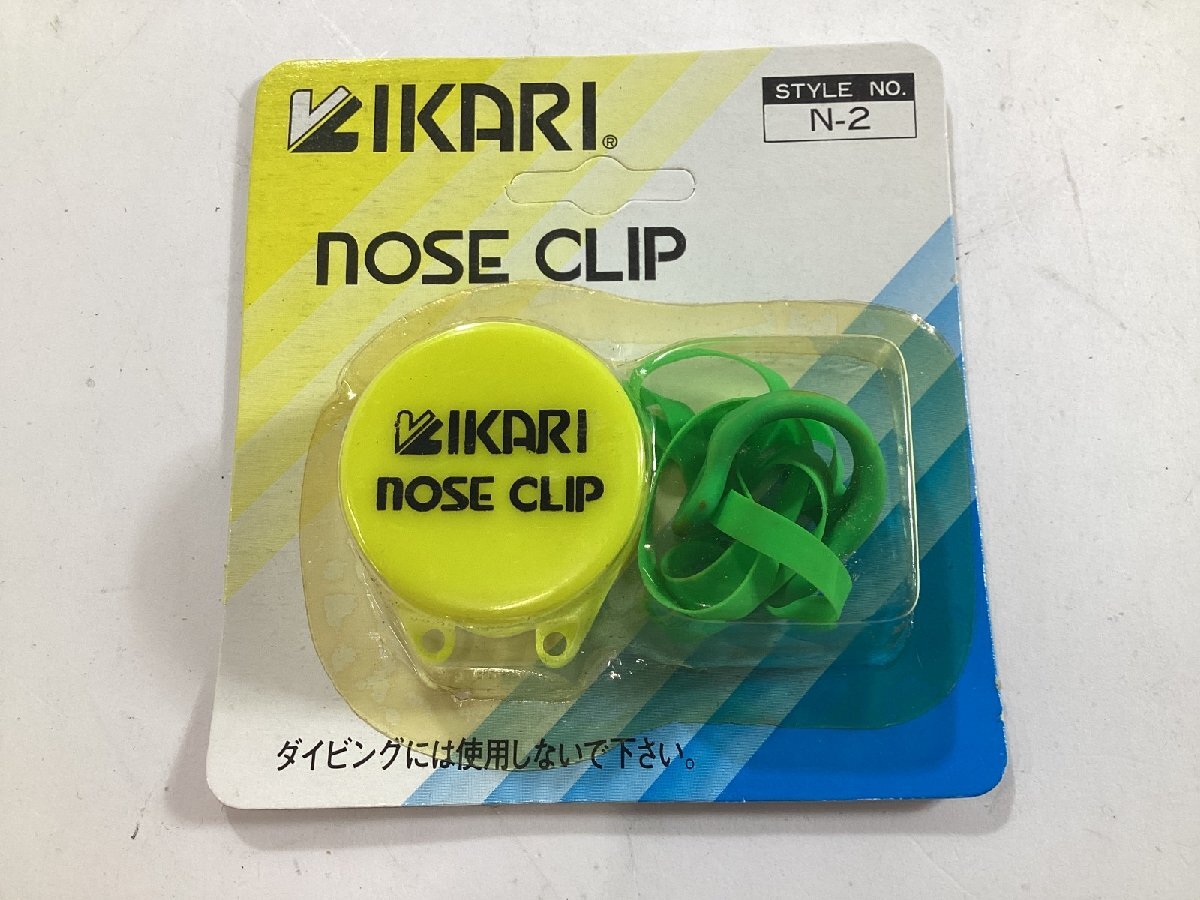 IKARI®
STYLE NO.
N-2
NOSE CLIP
IKARI
NOSE CLIP
ダイビングには使用しないで下さい。